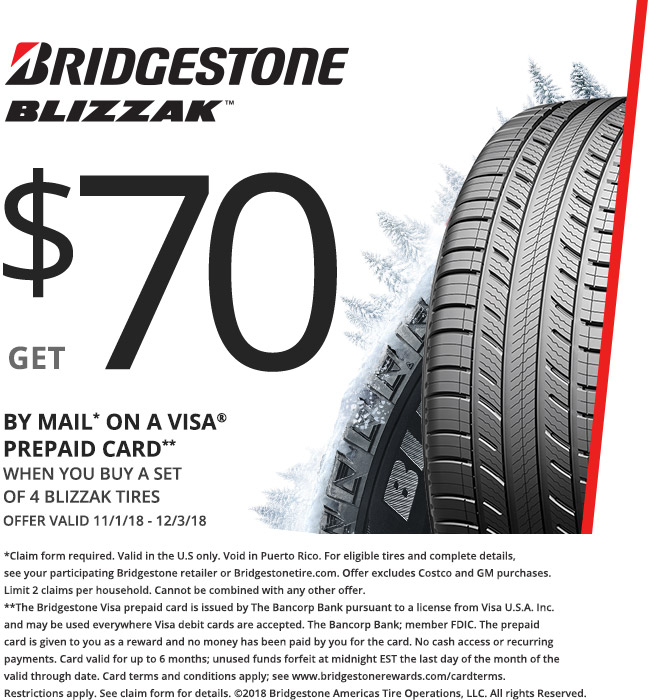 BRIDGESTONE
BLIZZAK™
GET $70
BY MAIL* ON A VISA®
PREPAID CARD**
WHEN YOU BUY A SET
OF 4 BLIZZAK TIRES
OFFER VALID 11/1/18 - 12/3/18
*Claim form required. Valid in the U.S only. Void in Puerto Rico. For eligible tires and complete details,
see your participating Bridgestone retailer or Bridgestonetire.com. Offer excludes Costco and GM purchases.
Limit 2 claims per household. Cannot be combined with any other offer.
**The Bridgestone Visa prepaid card is issued by The Bancorp Bank pursuant to a license from Visa U.S.A. Inc.
and may be used everywhere Visa debit cards are accepted. The Bancorp Bank; member FDIC. The prepaid
card is given to you as a reward and no money has been paid by you for the card. No cash access or recurring
payments. Card valid for up to 6 months; unused funds forfeit at midnight EST the last day of the month of the
valid through date. Card terms and conditions apply; see www.bridgestonerewards.com/cardterms.
Restrictions apply. See claim form for details. ©2018 Bridgestone Americas Tire Operations, LLC. All rights Reserved.